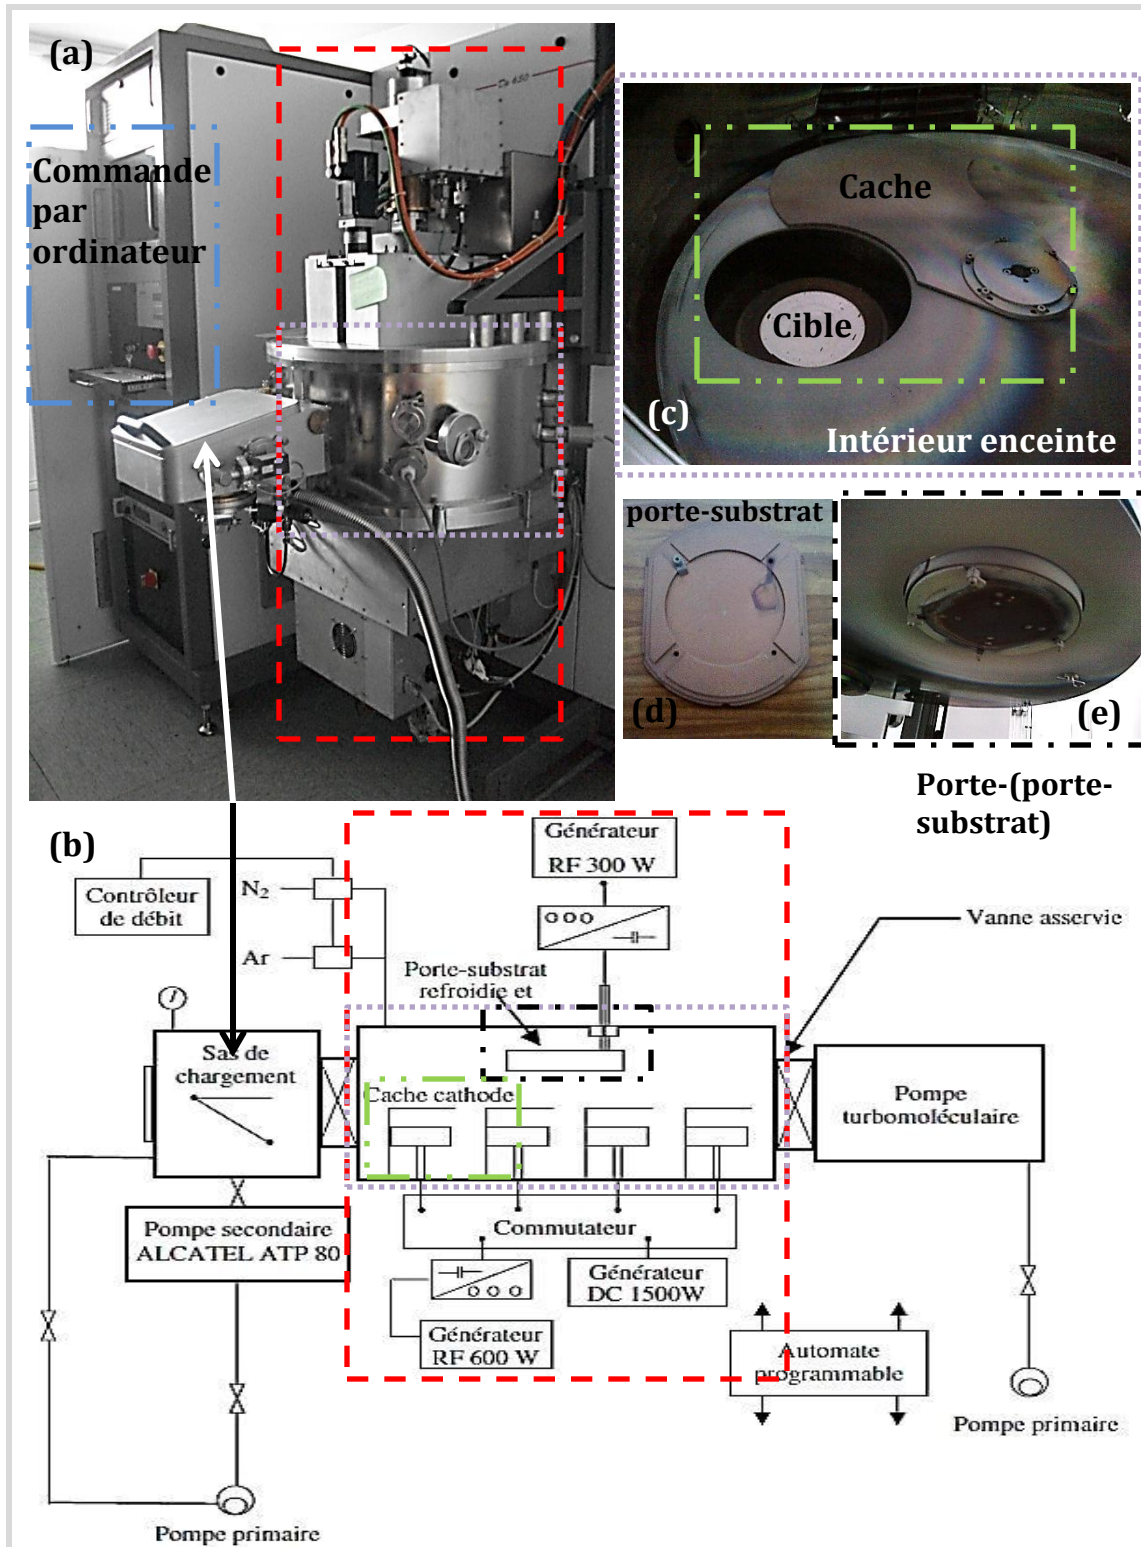 (a)
De 650
Commande
par
ordinateur
Cache
Cible
(c)
Intérieur enceinte
porte-substrat
(d)
(e)
Porte-(porte-
substrat)
(b)
Générateur
RF 300 W
Contrôleur
de débit
N2
Ar
Vanne asservie
Porte-substrat
refroidie et
Sas de
chargement
Cache cathode
Pompe
turbomoléculaire
Pompe secondaire
ALCATEL ATP 80
Commutateur
Générateur
DC 1500W
Générateur
RF 600 W
Automate
programmable
Pompe primaire
Pompe primaire